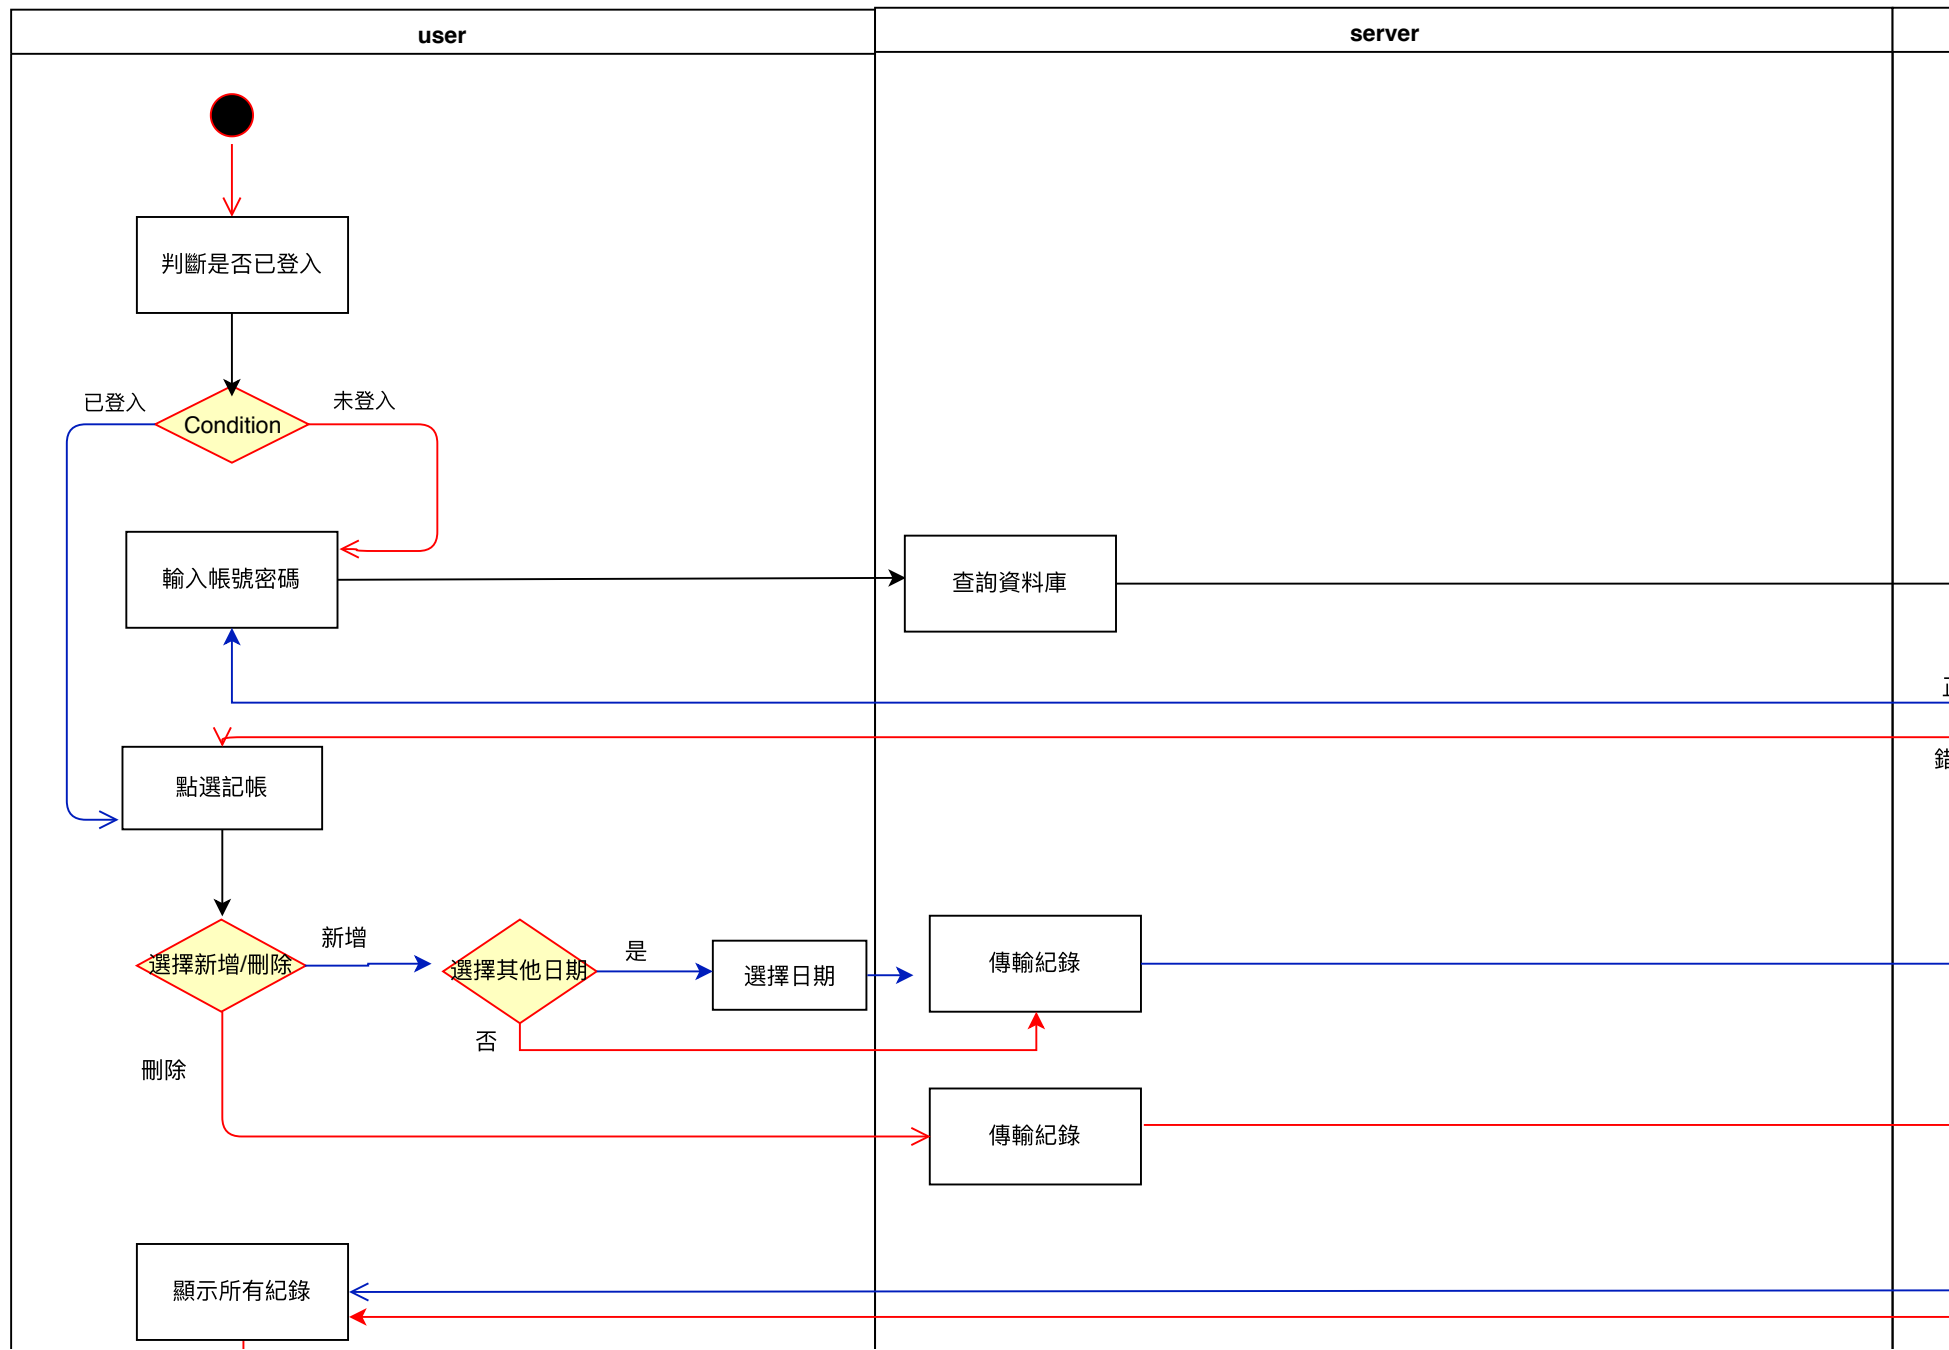 user
server
判斷是否已登入
已登入
未登入
Condition
輸入帳號密碼
查詢資料庫
點選記帳
新增
是
選擇新增/刪除
選擇其他日期
選擇日期
傳輸紀錄
否
刪除
傳輸紀錄
顯示所有紀錄